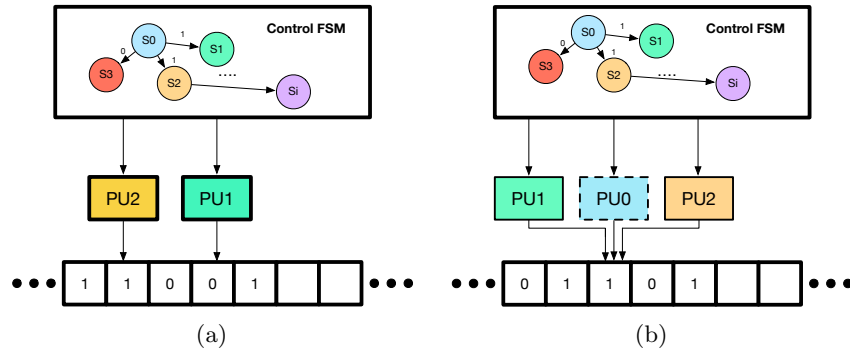 Control FSM
S0
1
S1
0
1
S3
S2
....
Si
PU2
PU1
1 1 0 0 1
(a)
Control FSM
S0
1
S1
0
1
S3
S2
....
Si
PU1
PU0
PU2
0 1 1 0 1
(b)